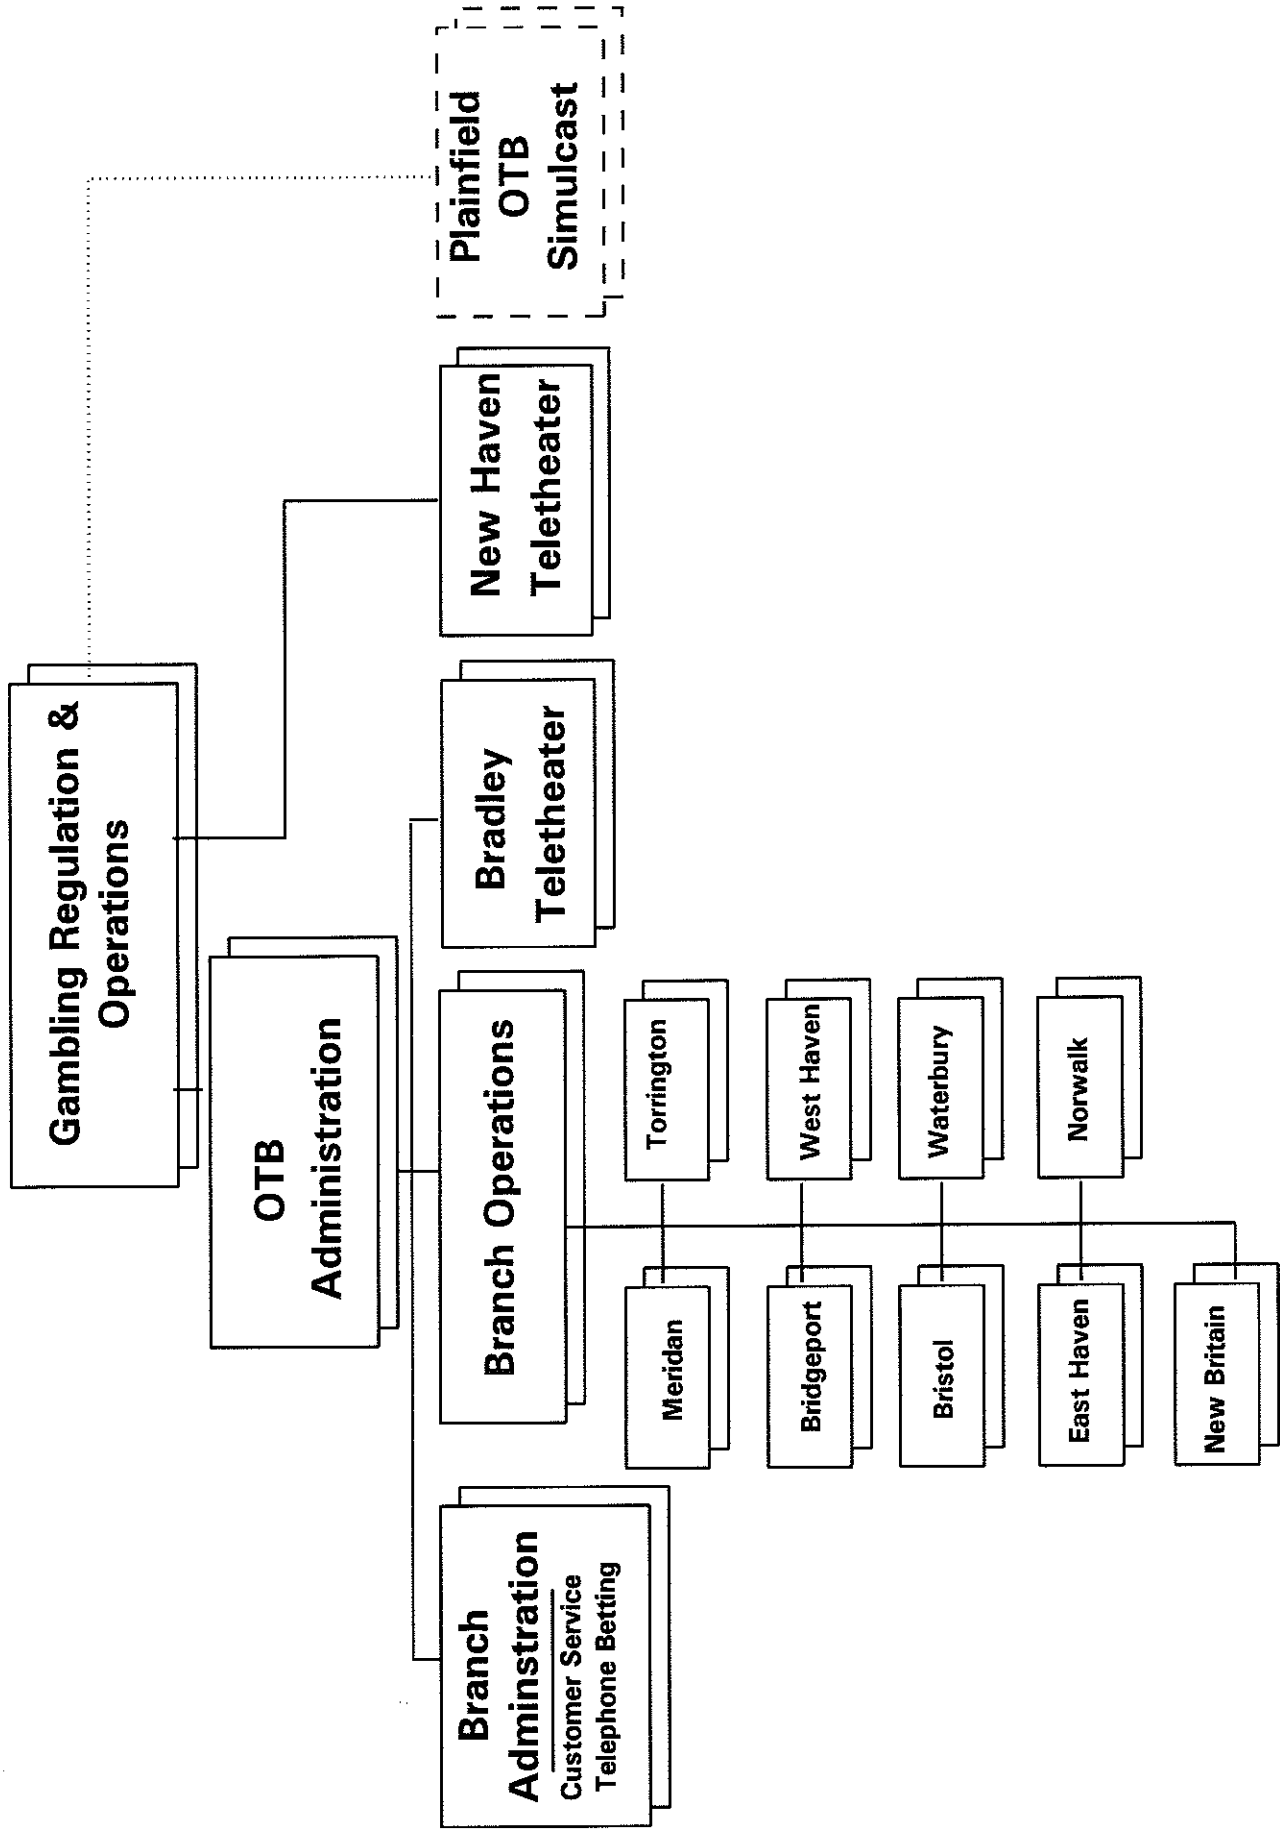 Gambling Regulation &
Operations
OTB
Administration
Branch
Adminstration
Customer Service
Telephone Betting
Branch Operations
Bradley
Teletheater
New Haven
Teletheater
Plainfield
OTB
Simulcast
Meridan
Torrington
Bridgeport
West Haven
Bristol
Waterbury
East Haven
Norwalk
New Britain